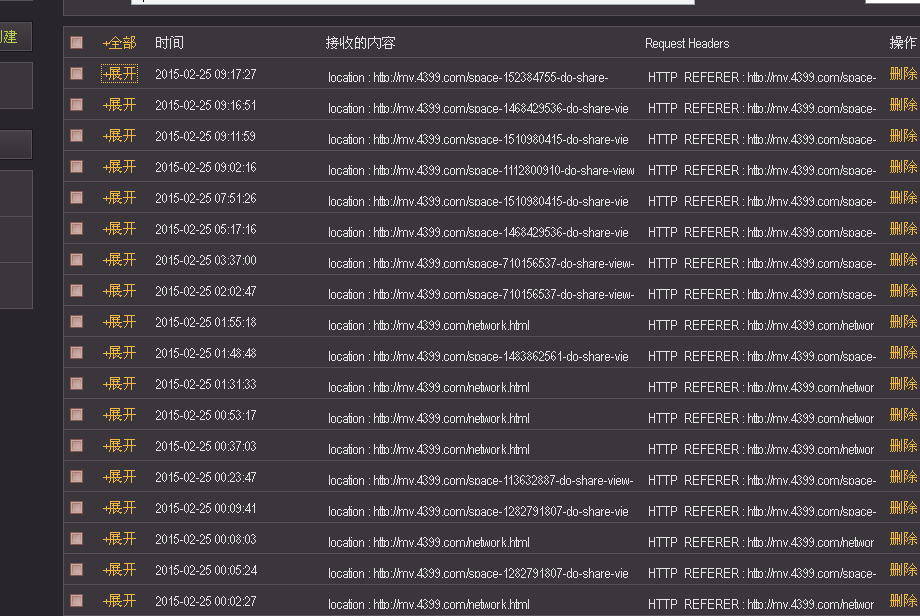 创建
+全部 时间 接收的内容 Request Headers 操作
+展开 2015-02-25 09:17:27 location : http://my.4399.com/space-152384755-do-share- HTTP_REFERER : http://my.4399.com/space- 删除
+展开 2015-02-25 09:16:51 location : http://my.4399.com/space-1468429536-do-share-vie HTTP_REFERER : http://my.4399.com/space- 删除
+展开 2015-02-25 09:11:59 location : http://my.4399.com/space-1510980415-do-share-vie HTTP_REFERER : http://my.4399.com/space- 删除
+展开 2015-02-25 09:02:16 location : http://my.4399.com/space-1112800910-do-share-view HTTP_REFERER : http://my.4399.com/space- 删除
+展开 2015-02-25 07:51:26 location : http://my.4399.com/space-1510980415-do-share-vie HTTP_REFERER : http://my.4399.com/space- 删除
+展开 2015-02-25 05:17:16 location : http://my.4399.com/space-1468429536-do-share-vie HTTP_REFERER : http://my.4399.com/space- 删除
+展开 2015-02-25 03:37:00 location : http://my.4399.com/space-710156537-do-share-view- HTTP_REFERER : http://my.4399.com/space- 删除
+展开 2015-02-25 02:02:47 location : http://my.4399.com/space-710156537-do-share-view- HTTP_REFERER : http://my.4399.com/space- 删除
+展开 2015-02-25 01:55:18 location : http://my.4399.com/network.html HTTP_REFERER : http://my.4399.com/networ 删除
+展开 2015-02-25 01:48:48 location : http://my.4399.com/space-1483862561-do-share-vie HTTP_REFERER : http://my.4399.com/space- 删除
+展开 2015-02-25 01:31:33 location : http://my.4399.com/network.html HTTP_REFERER : http://my.4399.com/networ 删除
+展开 2015-02-25 00:53:17 location : http://my.4399.com/network.html HTTP_REFERER : http://my.4399.com/networ 删除
+展开 2015-02-25 00:37:03 location : http://my.4399.com/network.html HTTP_REFERER : http://my.4399.com/networ 删除
+展开 2015-02-25 00:23:47 location : http://my.4399.com/space-113632887-do-share-view- HTTP_REFERER : http://my.4399.com/space- 删除
+展开 2015-02-25 00:09:41 location : http://my.4399.com/space-1282791807-do-share-vie HTTP_REFERER : http://my.4399.com/space- 删除
+展开 2015-02-25 00:08:03 location : http://my.4399.com/network.html HTTP_REFERER : http://my.4399.com/networ 删除
+展开 2015-02-25 00:05:24 location : http://my.4399.com/space-1282791807-do-share-vie HTTP_REFERER : http://my.4399.com/space- 删除
+展开 2015-02-25 00:02:27 location : http://my.4399.com/network.html HTTP_REFERER : http://my.4399.com/networ 删除